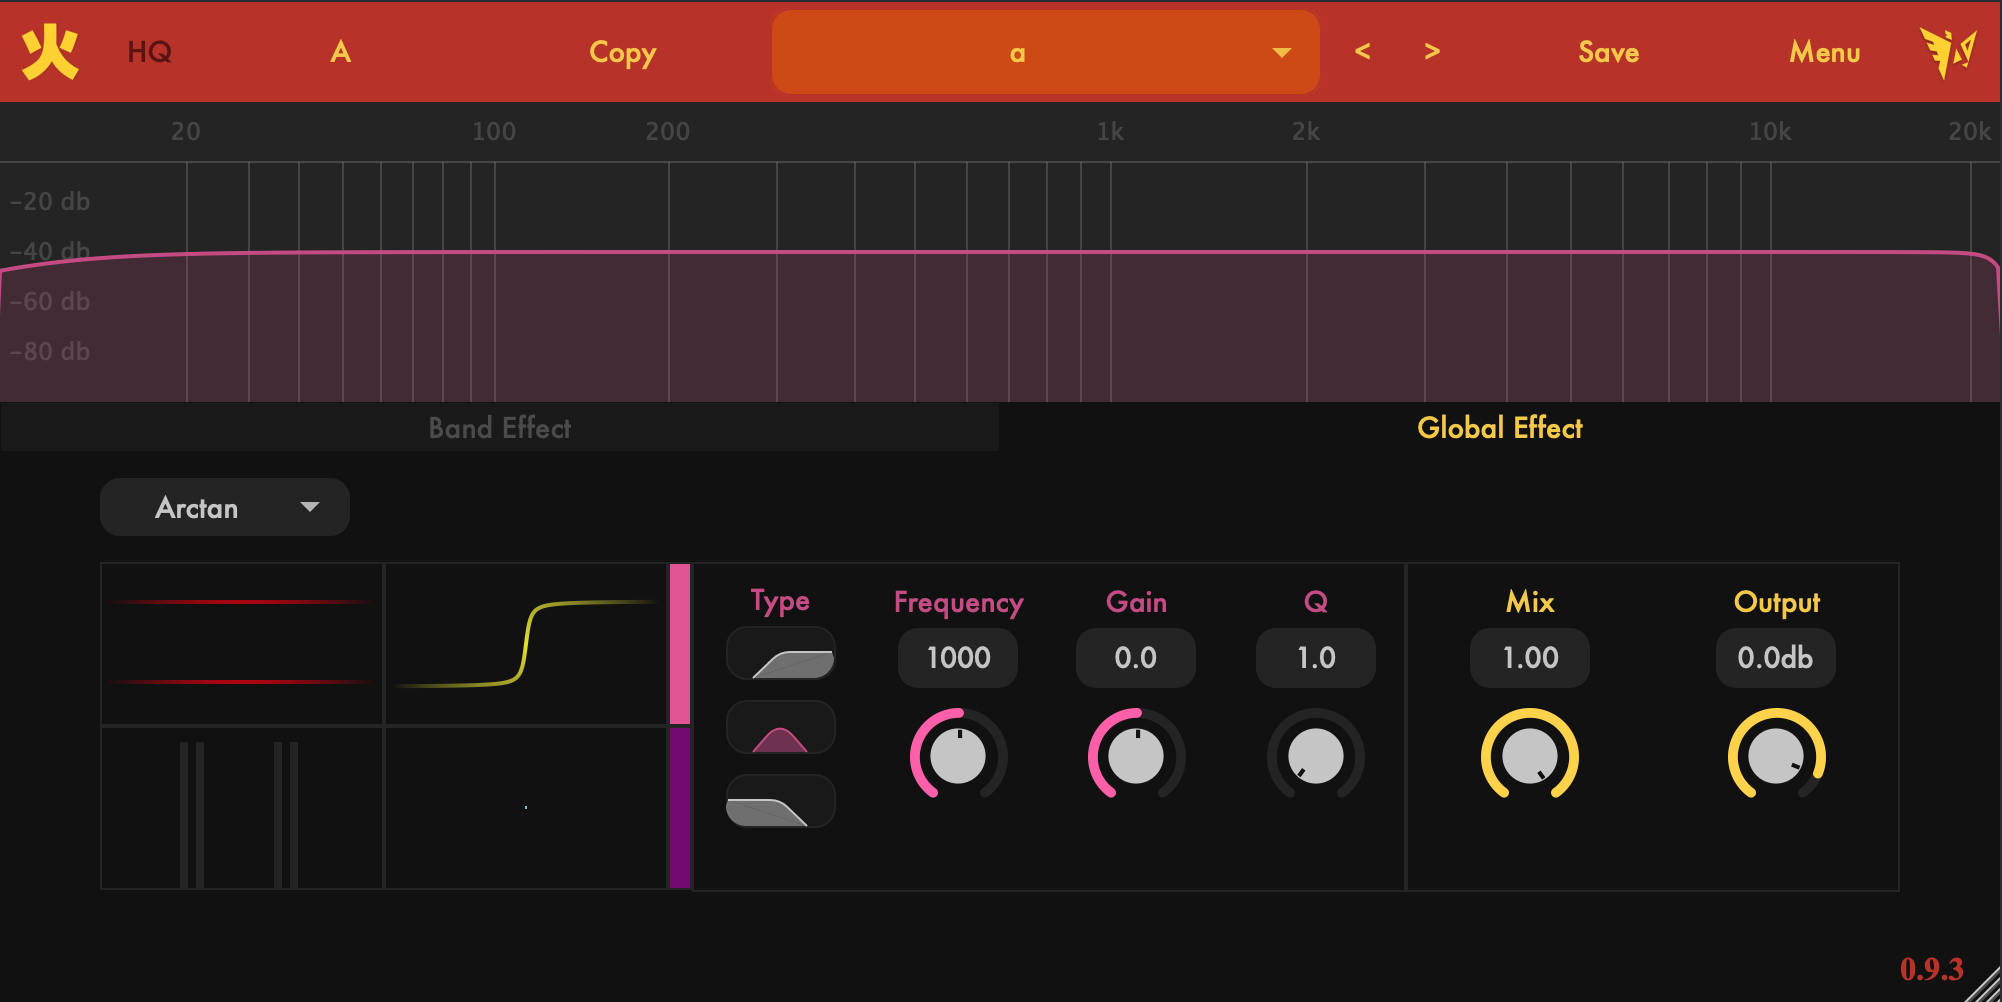 火 HQ A Copy a < > Save Menu
20 100 200 1k 2k 10k 20k
-20 db
-40 db
-60 db
-80 db
Band Effect Global Effect
Arctan
Type Frequency Gain Q Mix Output
1000 0.0 1.0 1.00 0.0db
0.9.3